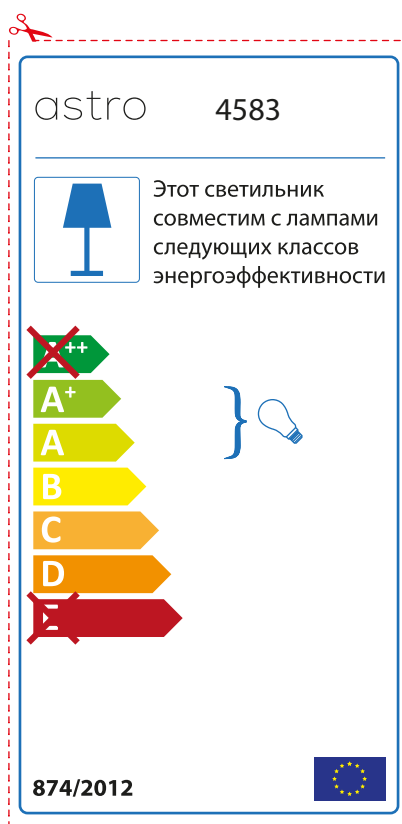 astro 4583
Этот светильник
совместим с лампами
следующих классов
энергоэффективности
A++
A+
A
B
C
D
E
874/2012